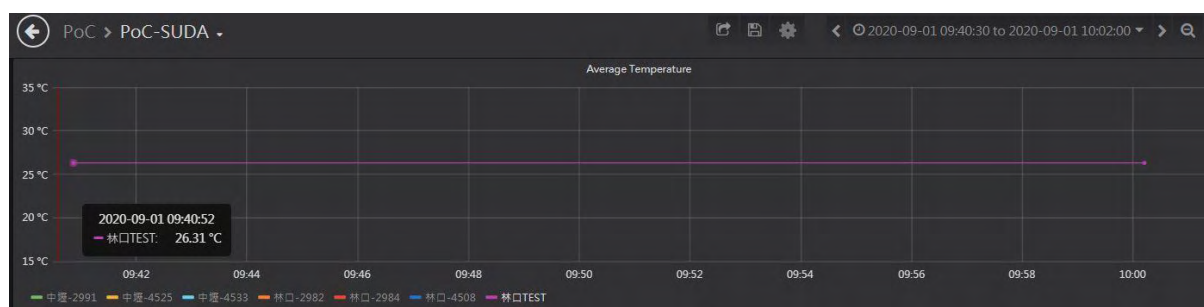 PoC > PoC-SUDA
2020-09-01 09:40:30 to 2020-09-01 10:02:00
Average Temperature
35 °C
30 °C
25 °C
20 °C
15 °C
2020-09-01 09:40:52
林口TEST: 26.31 °C
09:42 09:44 09:46 09:48 09:50 09:52 09:54 09:56 09:58 10:00
中壢-2991 中壢-4525 中壢-4533 林口-2982 林口-2984 林口-4508 林口TEST